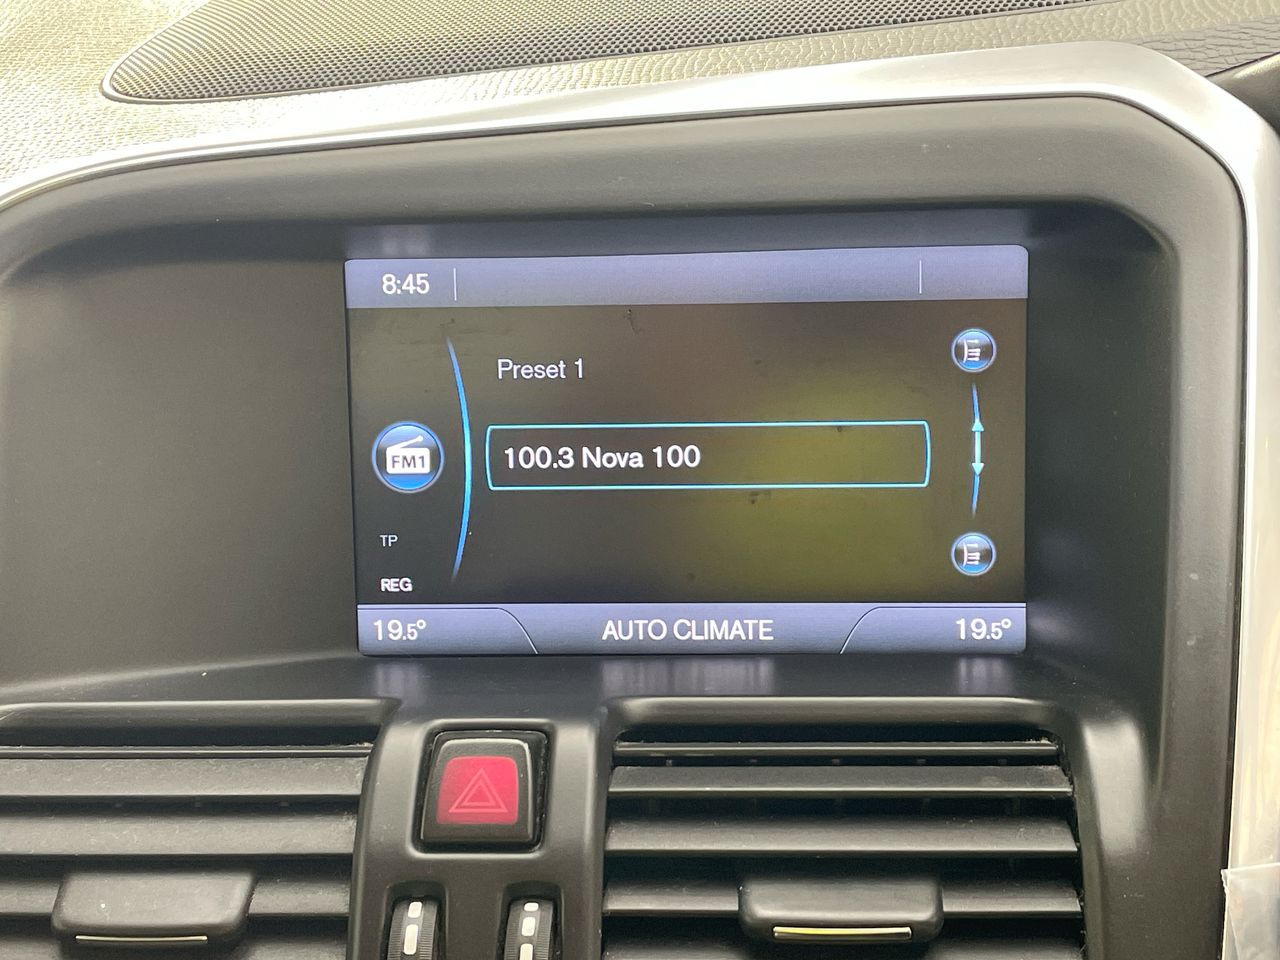 8:45
Preset 1
100.3 Nova 100
FM1
TP
REG
19.5°
AUTO CLIMATE
19.5°